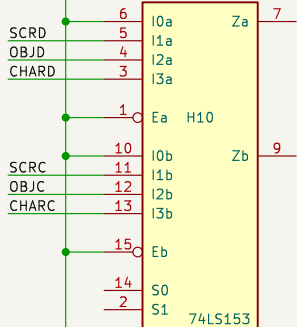 6 I0a Za 7
SCRD 5 I1a
OBJD 4 I2a
CHARD 3 I3a
1 Ea H10
10 I0b Zb 9
SCRC 11 I1b
OBJC 12 I2b
CHARC 13 I3b
15 Eb
14 S0
2 S1
74LS153